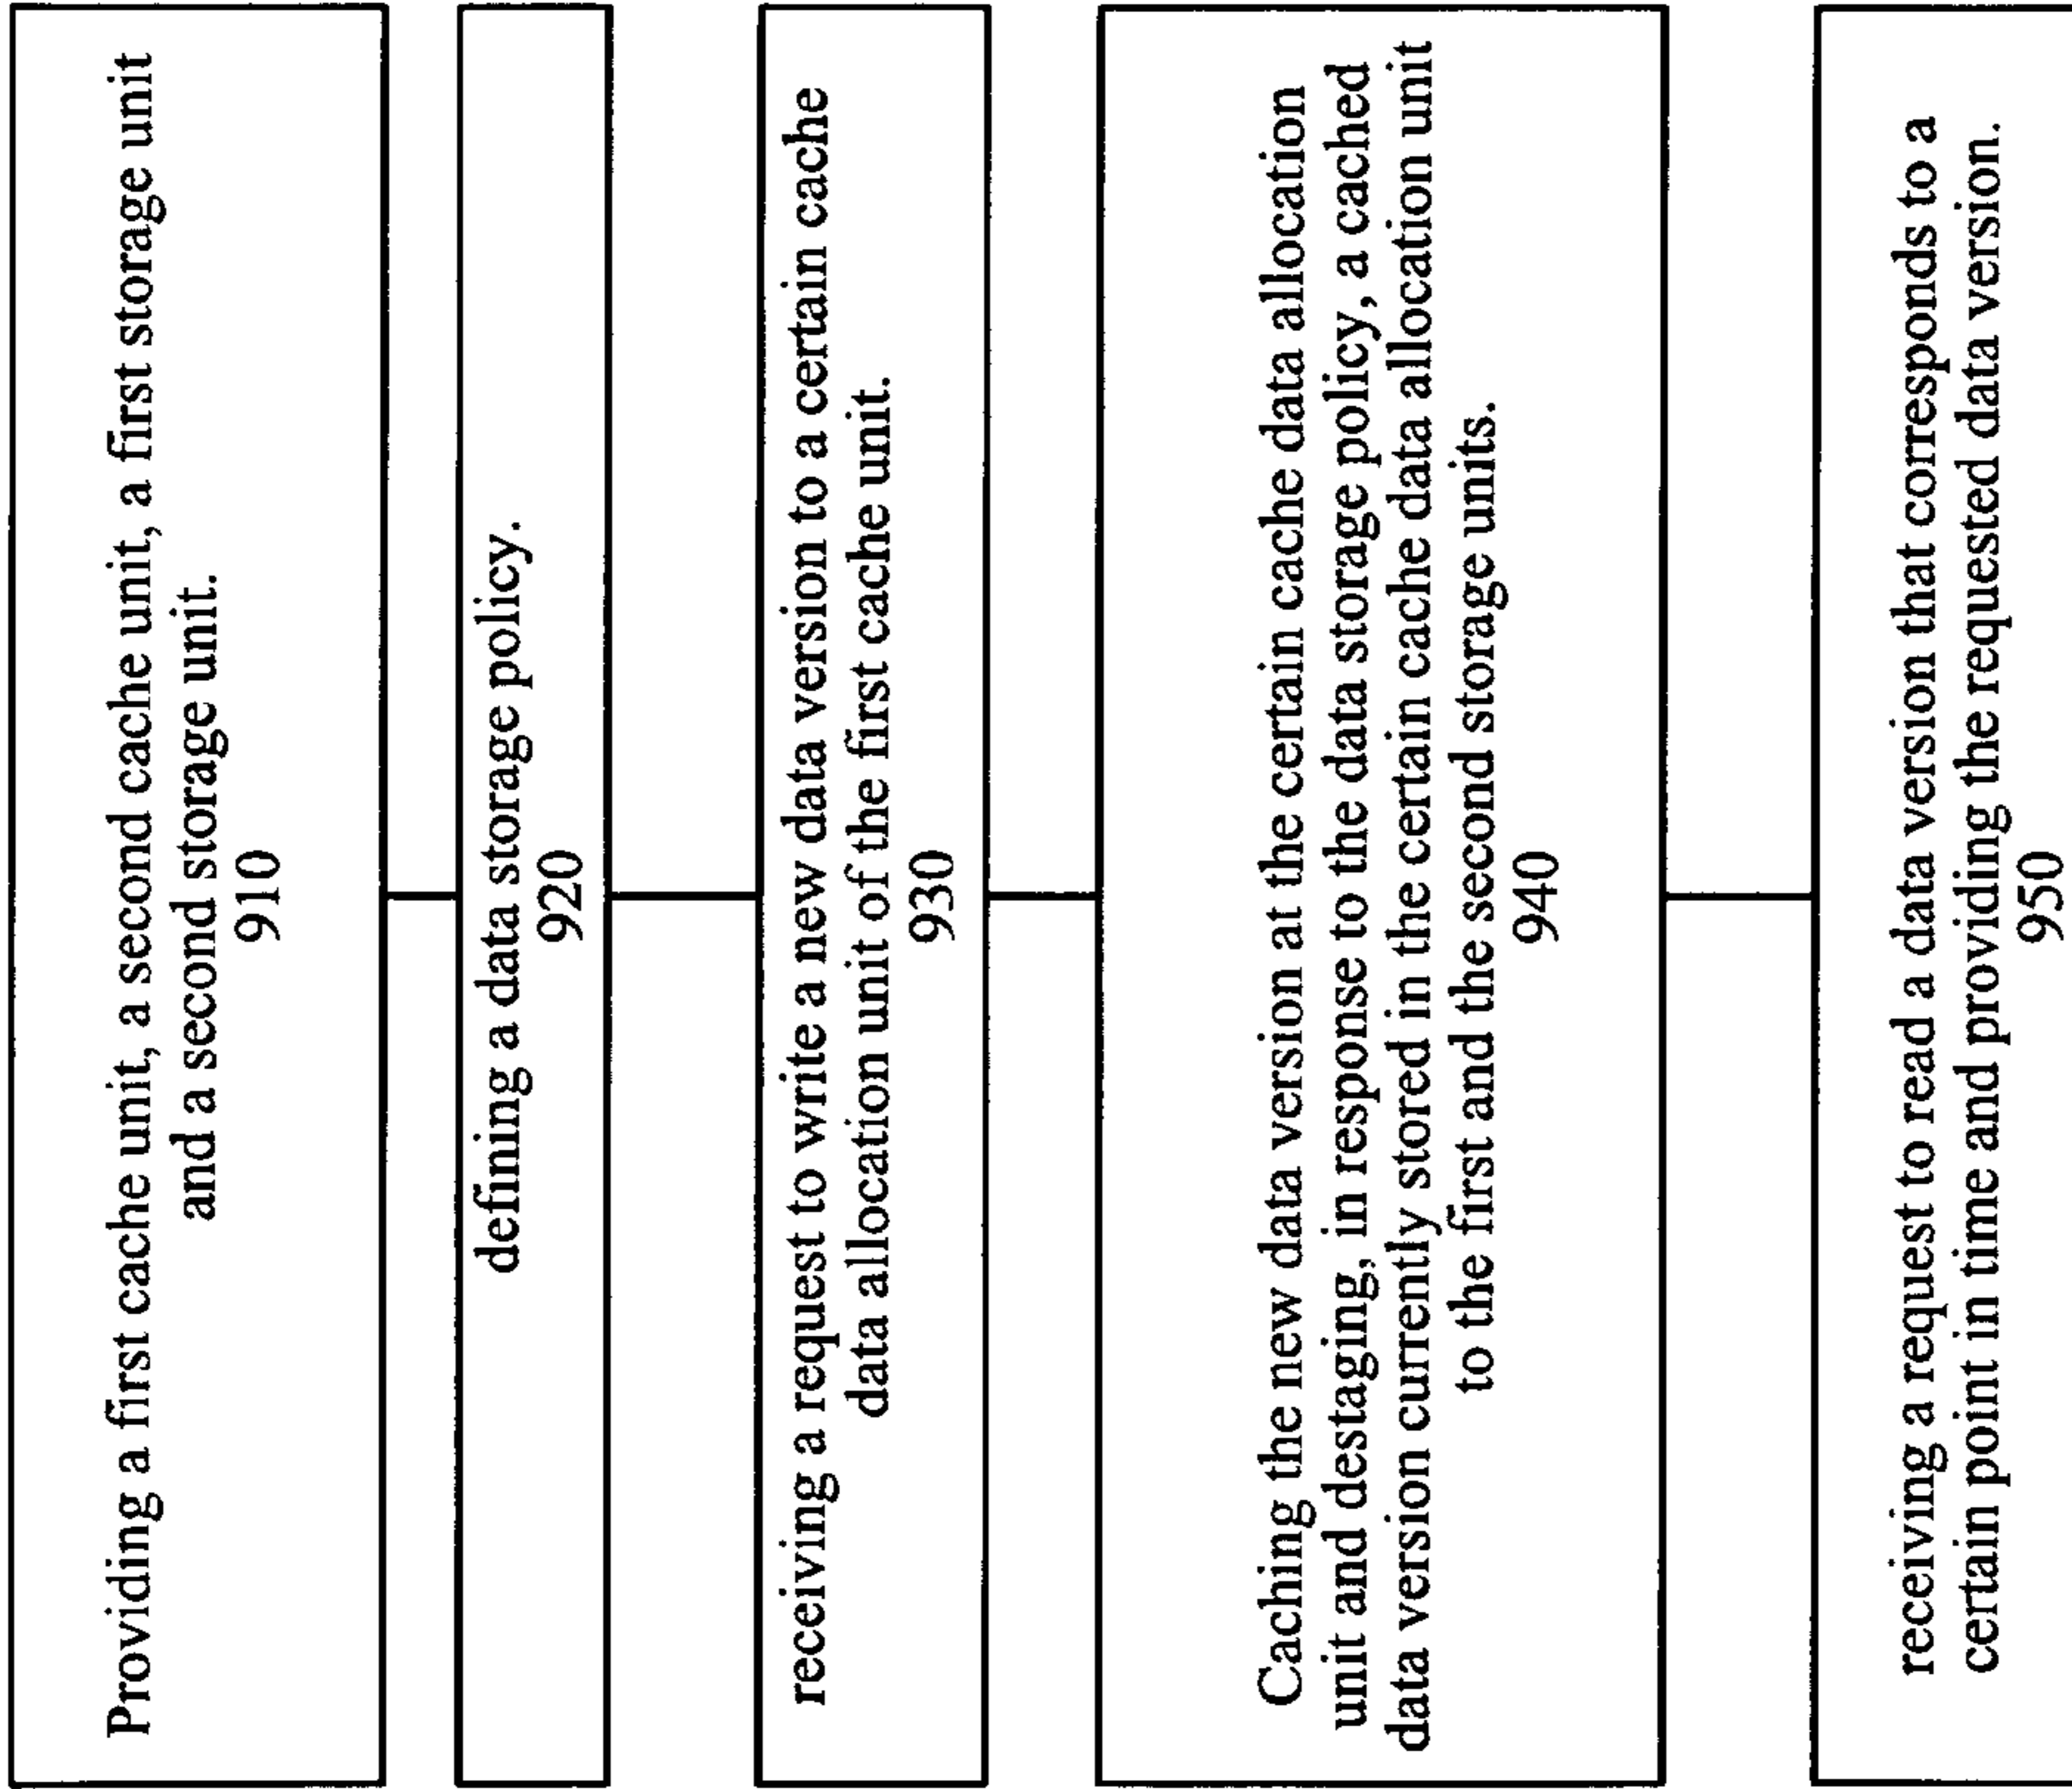 Providing a first cache unit, a second cache unit, a first storage unit
and a second storage unit.
910
defining a data storage policy.
920
receiving a request to write a new data version to a certain cache
data allocation unit of the first cache unit.
930
Caching the new data version at the certain cache data allocation
unit and destaging, in response to the data storage policy, a cached
data version currently stored in the certain cache data allocation unit
to the first and the second storage units.
940
receiving a request to read a data version that corresponds to a
certain point in time and providing the requested data version.
950